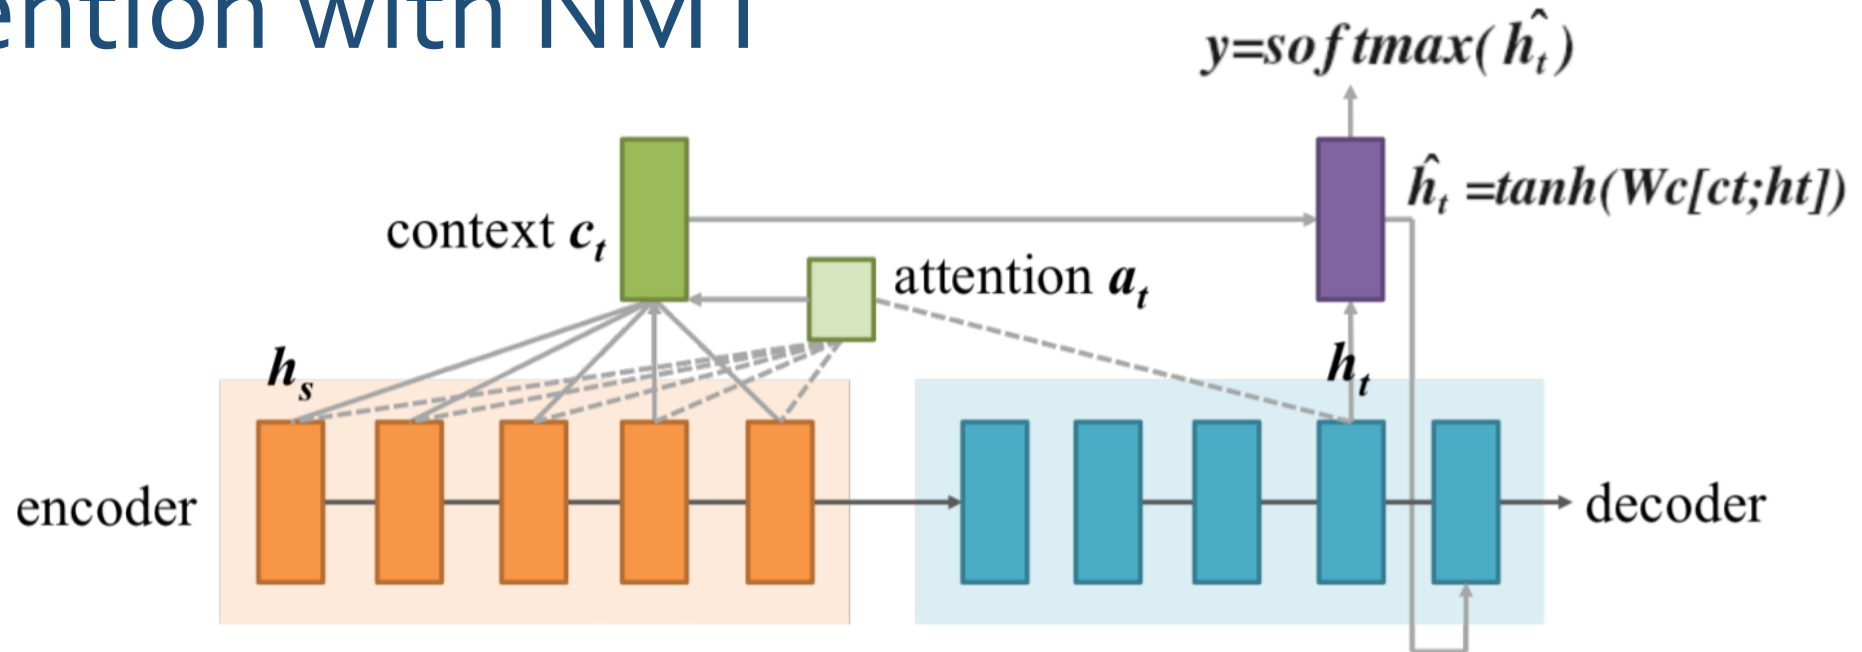 ention with NMT
y=softmax( ĥₜ )
ĥₜ =tanh(Wc[ct;ht])
context cₜ
attention aₜ
hₛ
hₜ
encoder
decoder